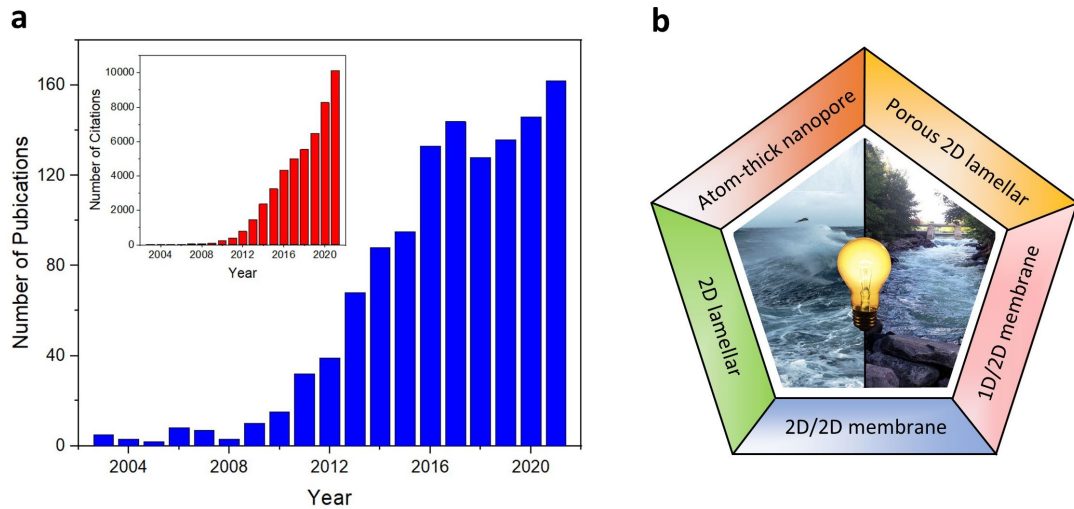 a
Number of Pubications
160
120
80
40
0
2004
2008
2012
2016
2020
Year
Number of Citations
10000
8000
6000
4000
2000
0
2004
2008
2012
2016
2020
Year
b
Atom-thick nanopore
Porous 2D lamellar
2D lamellar
1D/2D membrane
2D/2D membrane